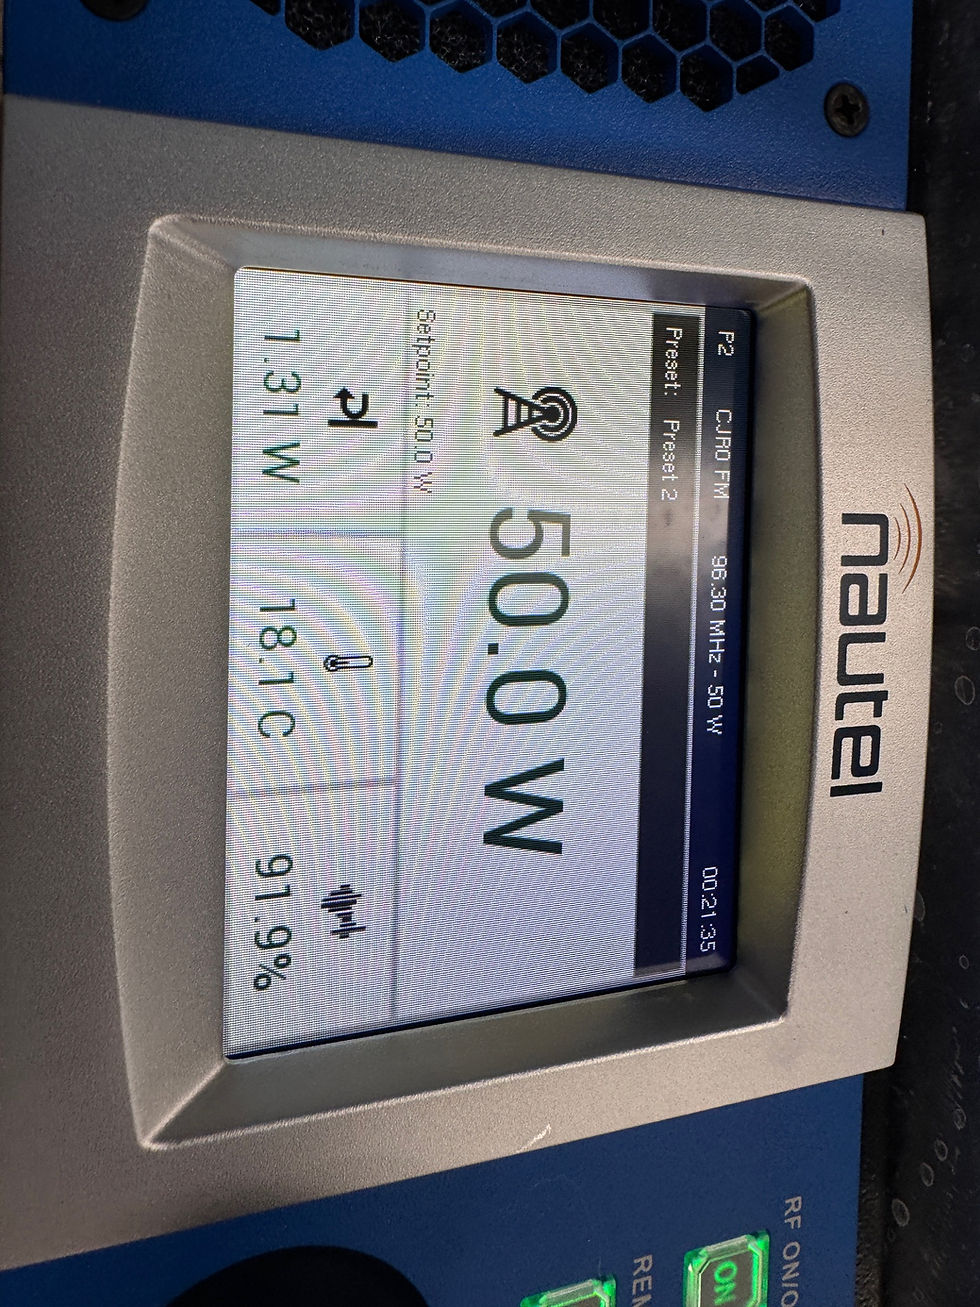 nautel
P2 CJRO FM 96.30 MHz - 50 W 00:21:35
Preset: Preset 2
50.0 W
Setpoint: 50.0 W
1.31 W 18.1 C 91.9%
RF ON/O
ON
REM